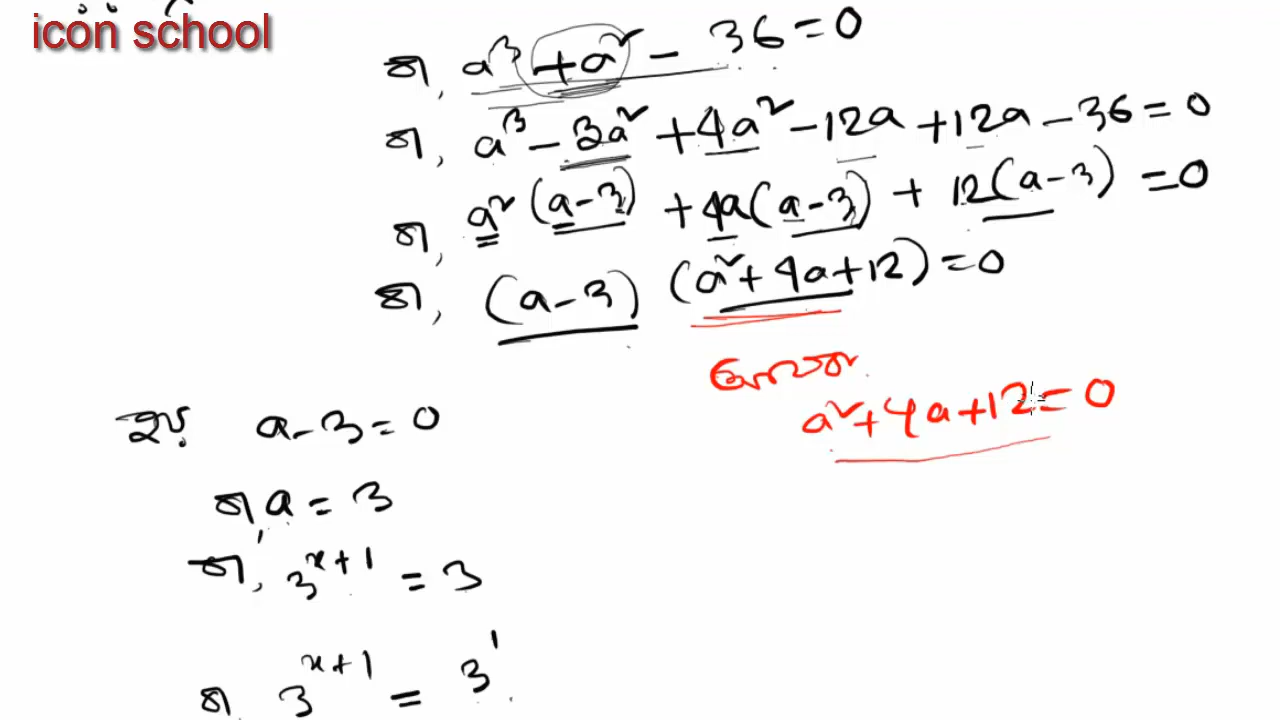 icon school
বা, a³ + a² - 36 = 0
বা, a³ - 3a² + 4a² - 12a + 12a - 36 = 0
বা, a² (a - 3) + 4a (a - 3) + 12 (a - 3) = 0
বা, (a - 3) (a² + 4a + 12) = 0
a² + 4a + 12 = 0
হয় a - 3 = 0
বা, a = 3
বা, 3^{x+1} = 3
বা 3^{x+1} = 3¹